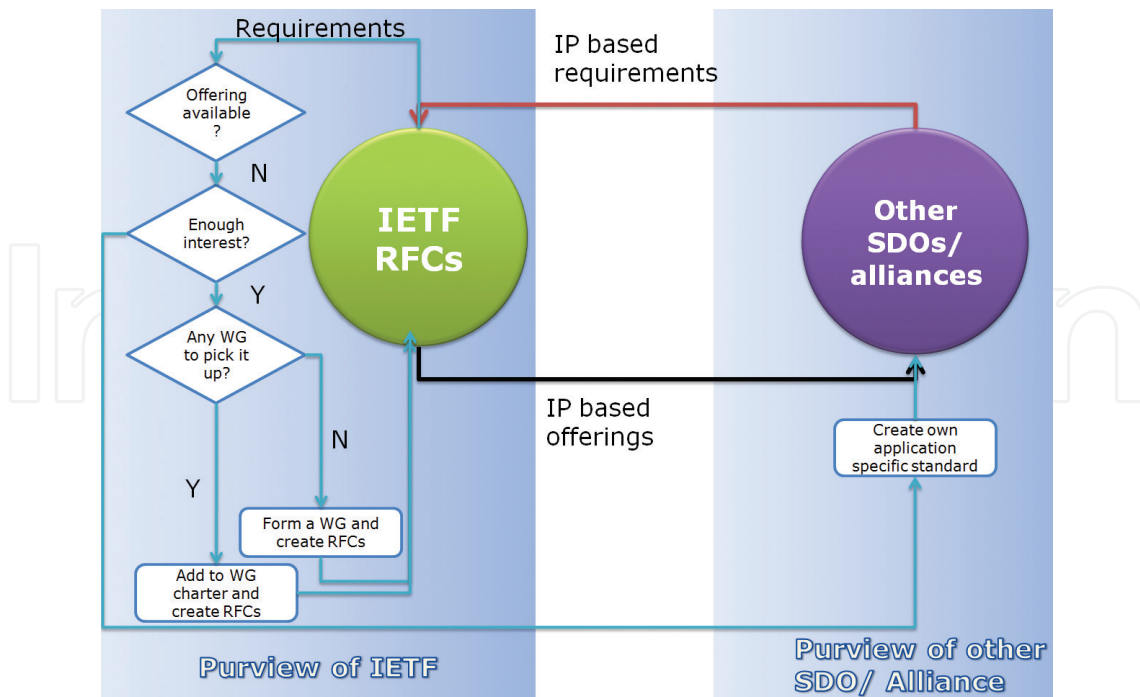 Requirements
IP based
requirements
Offering
available
?
N
Enough
interest?
Y
Any WG
to pick it
up?
N
Y
Form a WG and
create RFCs
Add to WG
charter and
create RFCs
IETF
RFCs
Other
SDOs/
alliances
IP based
offerings
Create own
application
specific standard
Purview of IETF
Purview of other
SDO/ Alliance